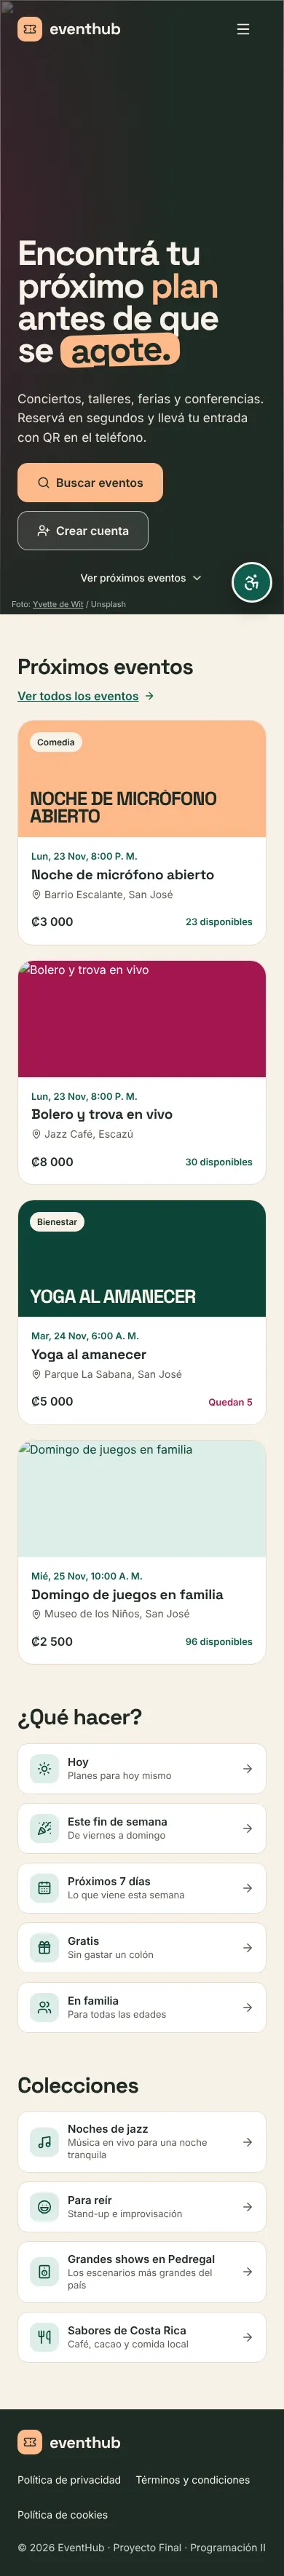 eventhub
Encontrá tu
próximo plan
antes de que
se agote.
Conciertos, talleres, ferias y conferencias.
Reservá en segundos y llevá tu entrada
con QR en el teléfono.
Buscar eventos
Crear cuenta
Ver próximos eventos
Foto: Yvette de Wit / Unsplash
Próximos eventos
Ver todos los eventos
Comedia
NOCHE DE MICRÓFONO
ABIERTO
Lun, 23 Nov, 8:00 P. M.
Noche de micrófono abierto
Barrio Escalante, San José
₡3 000
23 disponibles
Bolero y trova en vivo
Lun, 23 Nov, 8:00 P. M.
Bolero y trova en vivo
Jazz Café, Escazú
₡8 000
30 disponibles
Bienestar
YOGA AL AMANECER
Mar, 24 Nov, 6:00 A. M.
Yoga al amanecer
Parque La Sabana, San José
₡5 000
Quedan 5
Domingo de juegos en familia
Mié, 25 Nov, 10:00 A. M.
Domingo de juegos en familia
Museo de los Niños, San José
₡2 500
96 disponibles
¿Qué hacer?
Hoy
Planes para hoy mismo
Este fin de semana
De viernes a domingo
Próximos 7 días
Lo que viene esta semana
Gratis
Sin gastar un colón
En familia
Para todas las edades
Colecciones
Noches de jazz
Música en vivo para una noche
tranquila
Para reír
Stand-up e improvisación
Grandes shows en Pedregal
Los escenarios más grandes del
país
Sabores de Costa Rica
Café, cacao y comida local
eventhub
Política de privacidad
Términos y condiciones
Política de cookies
© 2026 EventHub · Proyecto Final · Programación II